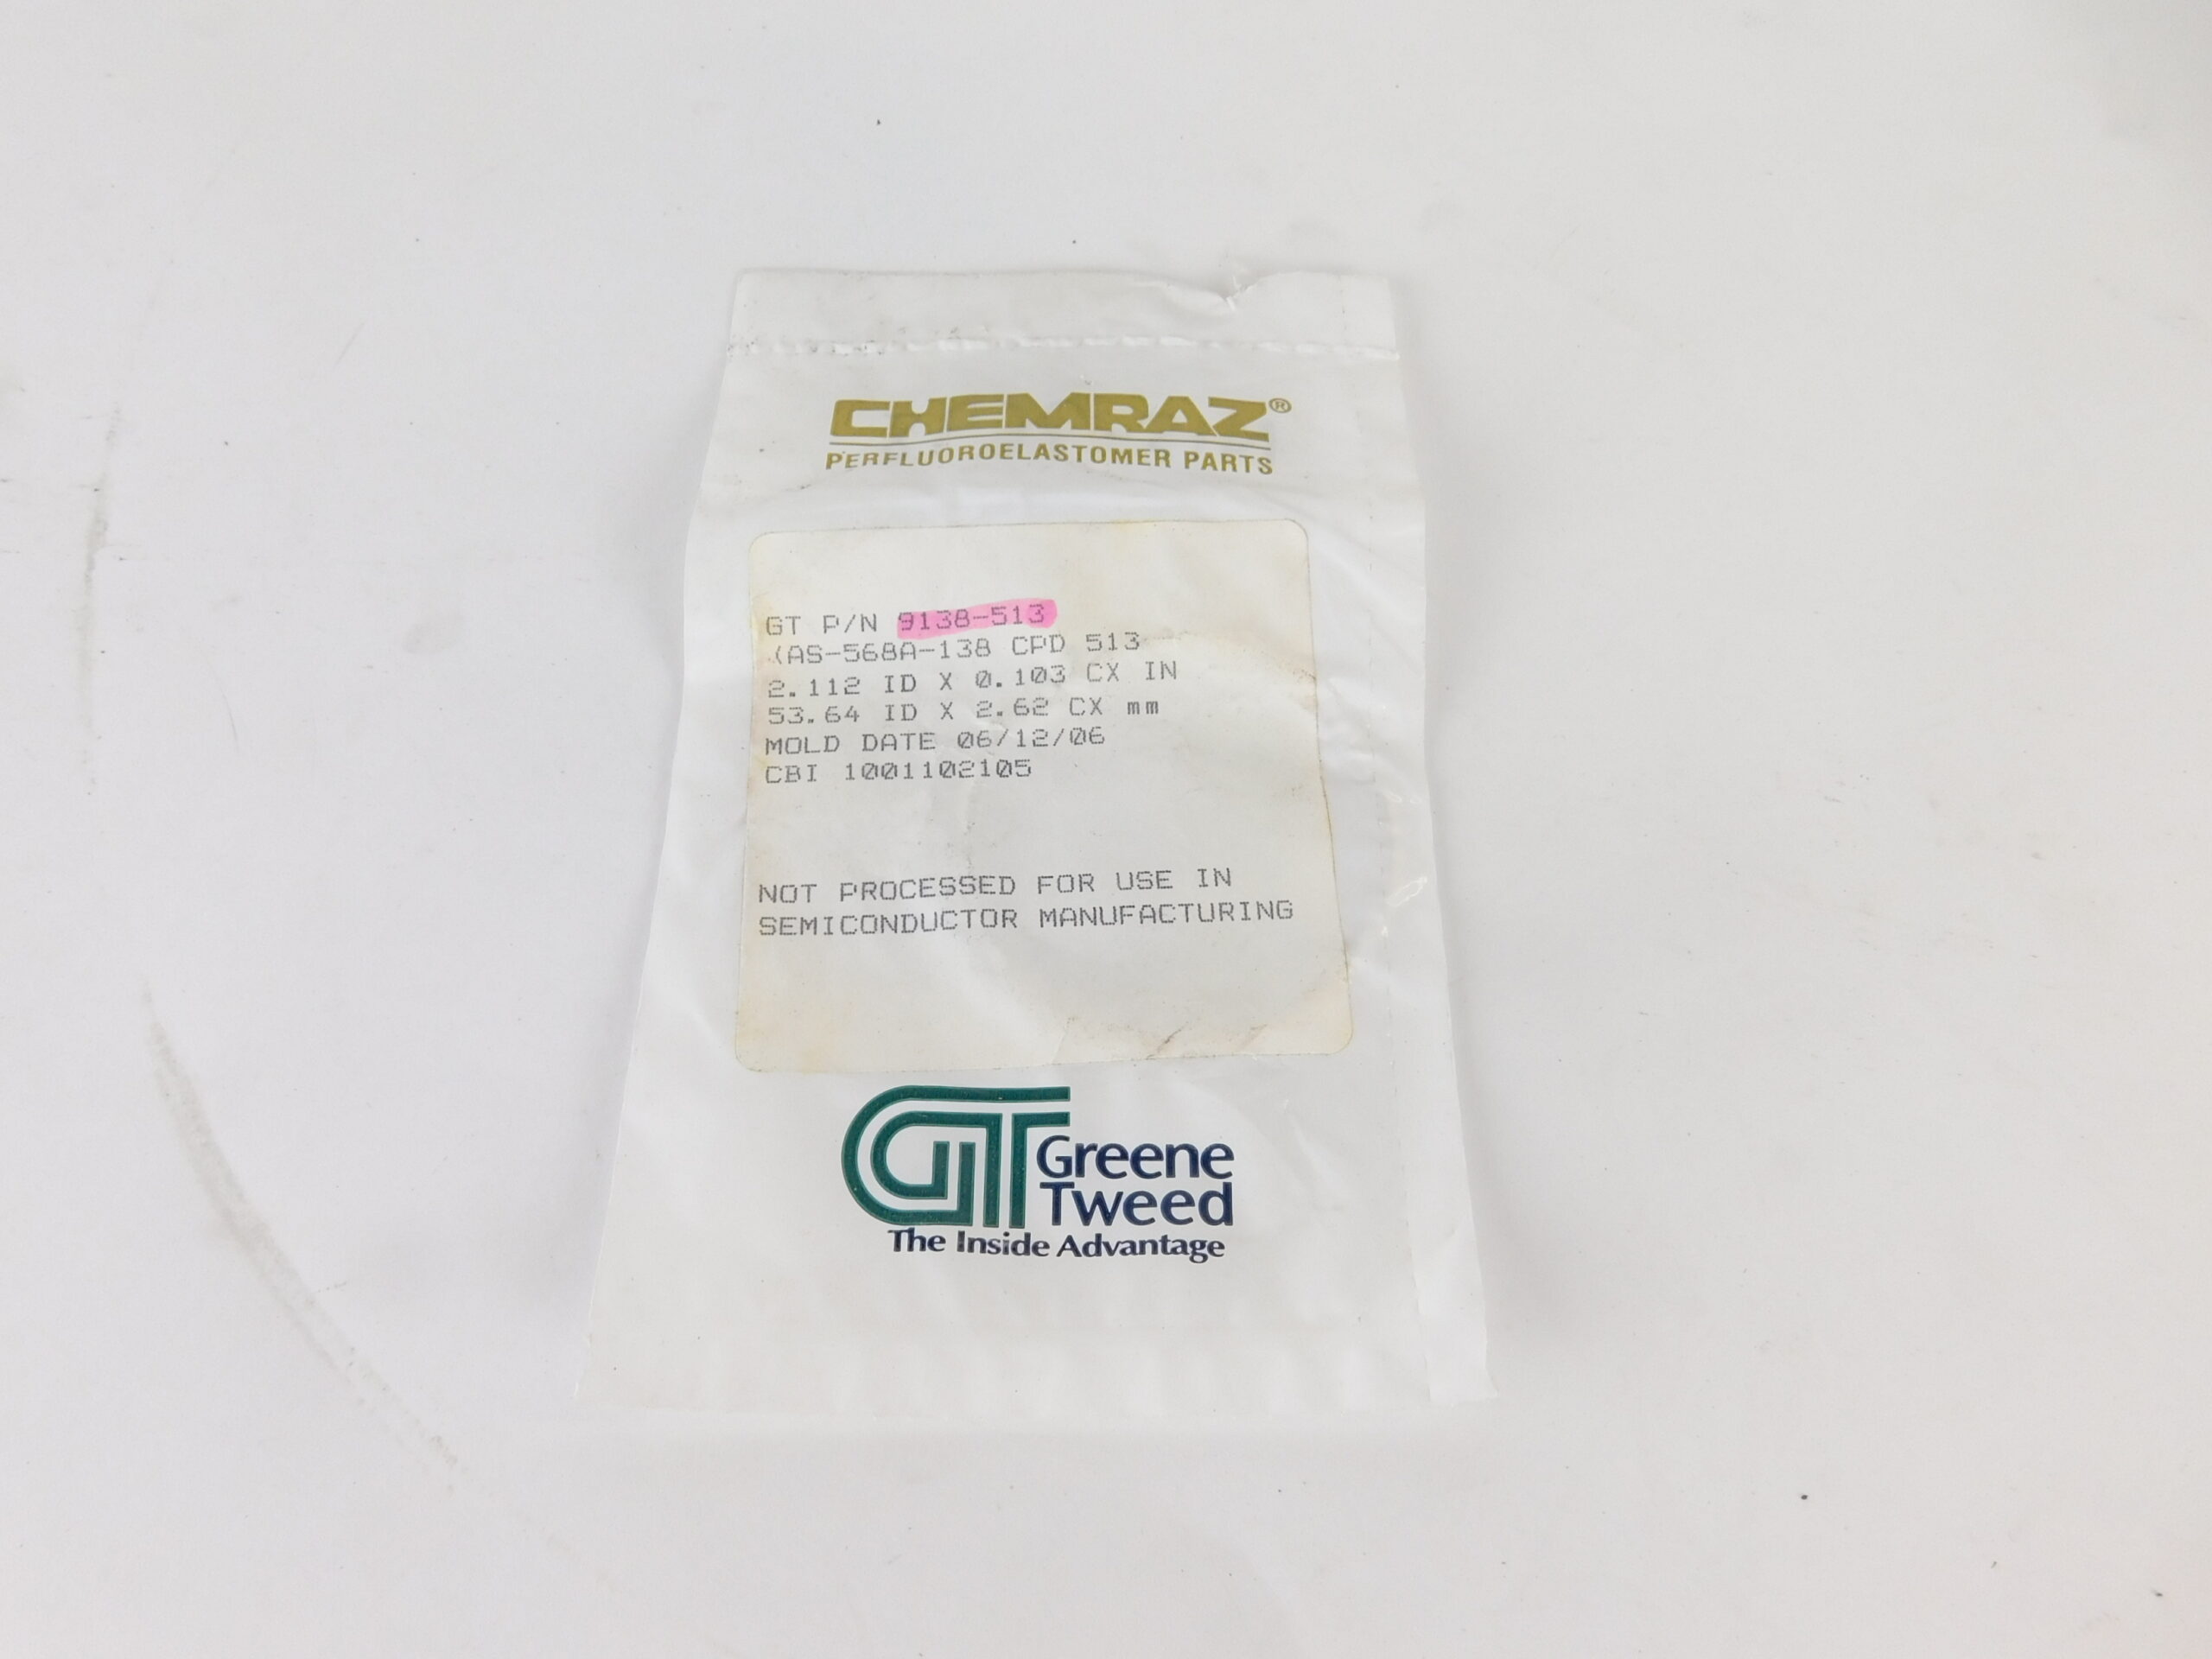 CHEMRAZ®
PERFLUOROELASTOMER PARTS
GT P/N 9138-513
(AS-568A-138 CPD 513
2.112 ID X 0.103 CX IN
53.64 ID X 2.62 CX mm
MOLD DATE 06/12/06
CBI 1001102105
NOT PROCESSED FOR USE IN
SEMICONDUCTOR MANUFACTURING
GT Greene
Tweed
The Inside Advantage